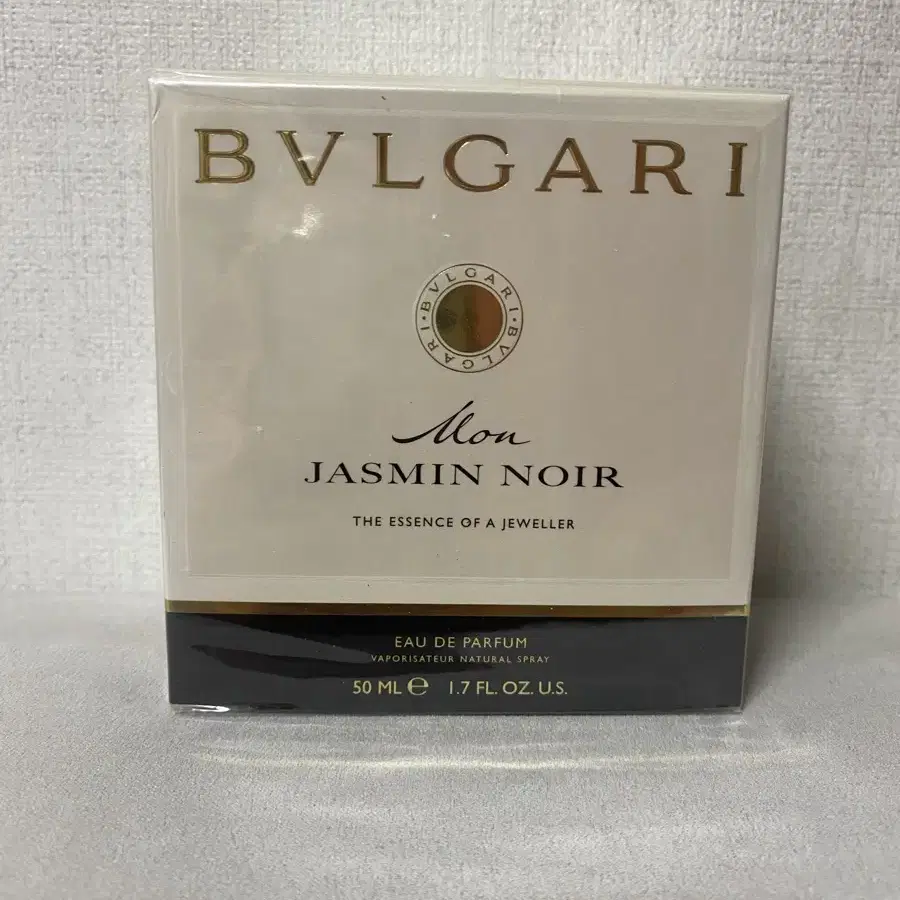 BVLGARI
BVLGARI · BVLGARI ·
Mon
JASMIN NOIR
THE ESSENCE OF A JEWELLER
EAU DE PARFUM
VAPORISATEUR NATURAL SPRAY
50 ML ℮ 1.7 FL. OZ. U.S.